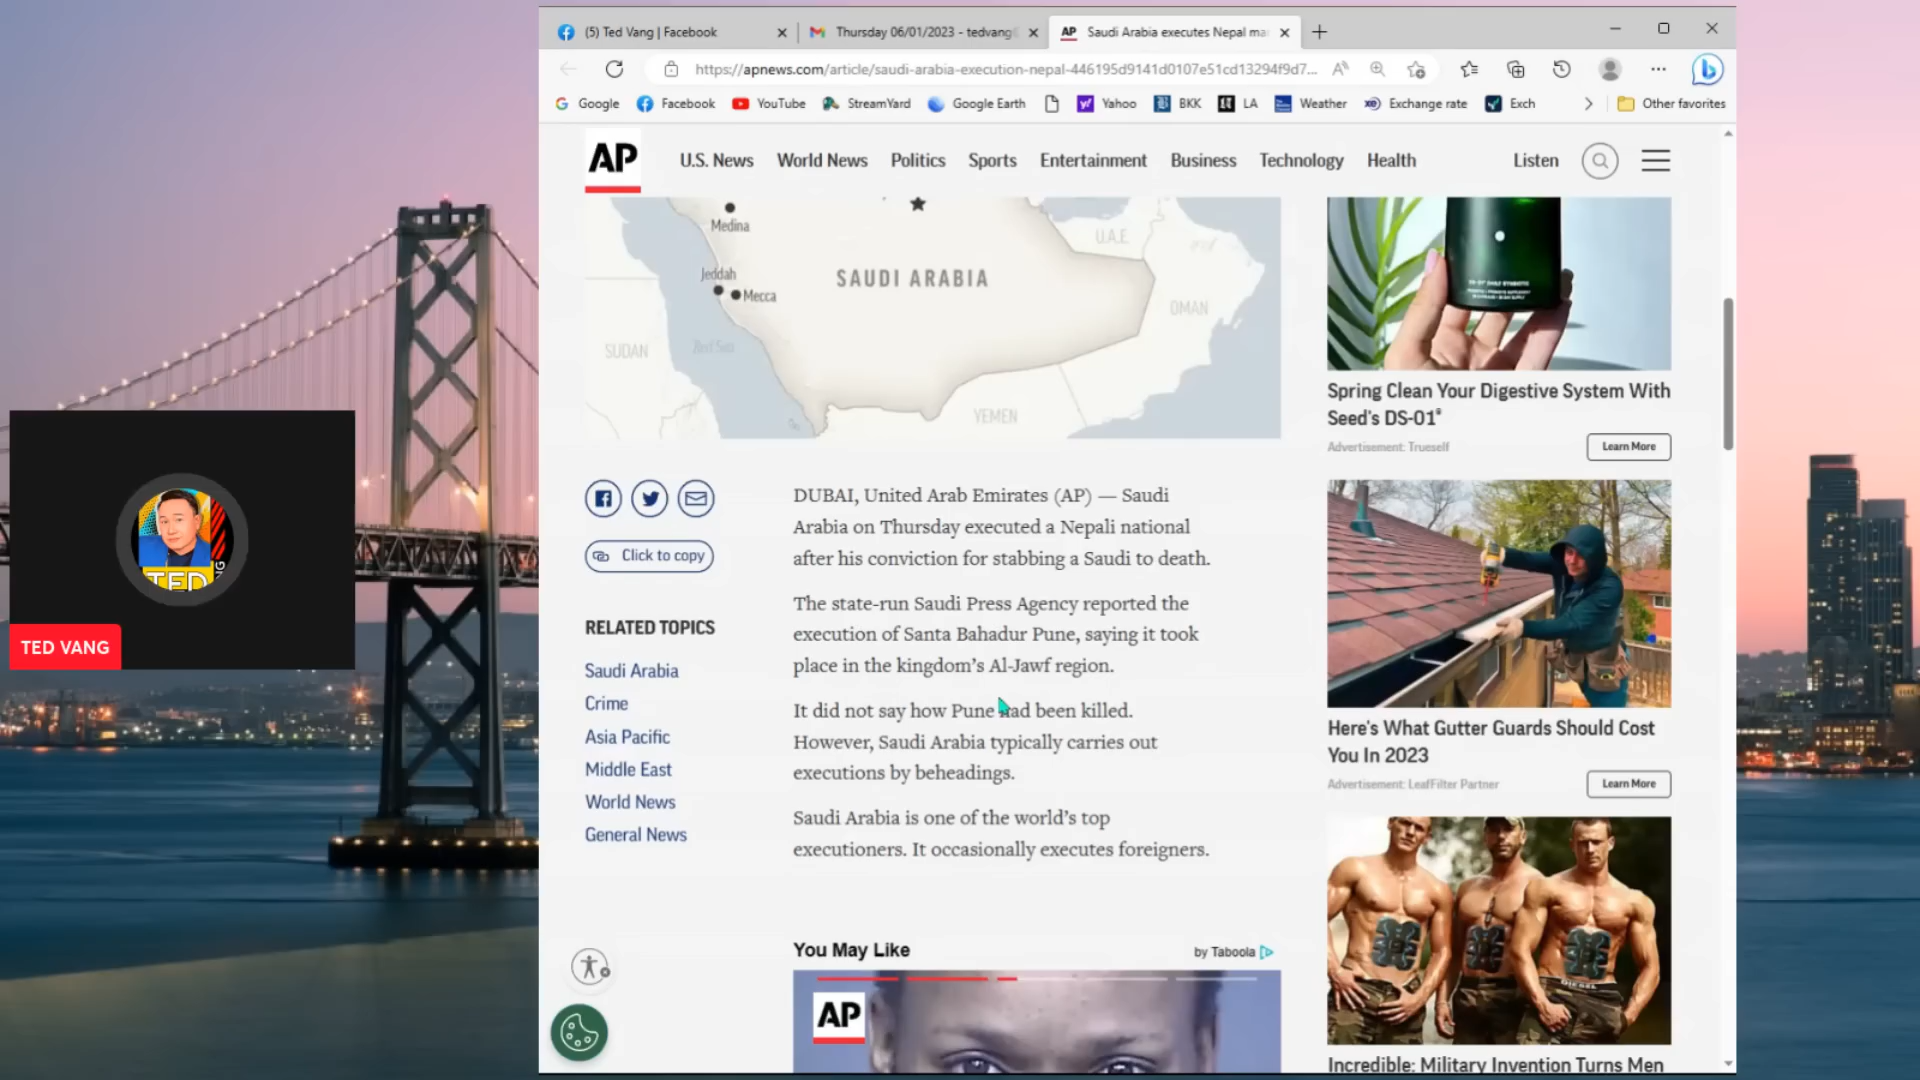 (5) Ted Vang | Facebook
Thursday 06/01/2023 - tedvang
AP Saudi Arabia executes Nepal ma
https://apnews.com/article/saudi-arabia-execution-nepal-446195d9141d0107e51cd13294f9d7...
Google Facebook YouTube StreamYard Google Earth Yahoo BKK LA Weather Exchange rate Exch Other favorites
AP U.S. News World News Politics Sports Entertainment Business Technology Health Listen
Medina
Jeddah
Mecca
SAUDI ARABIA
U.A.E.
OMAN
SUDAN
Red Sea
YEMEN
Click to copy
RELATED TOPICS
Saudi Arabia
Crime
Asia Pacific
Middle East
World News
General News
DUBAI, United Arab Emirates (AP) — Saudi
Arabia on Thursday executed a Nepali national
after his conviction for stabbing a Saudi to death.
The state-run Saudi Press Agency reported the
execution of Santa Bahadur Pune, saying it took
place in the kingdom's Al-Jawf region.
It did not say how Pune had been killed.
However, Saudi Arabia typically carries out
executions by beheadings.
Saudi Arabia is one of the world's top
executioners. It occasionally executes foreigners.
You May Like
by Taboola
AP
Spring Clean Your Digestive System With
Seed's DS-01®
Advertisement: Trueself
Learn More
Here's What Gutter Guards Should Cost
You In 2023
Advertisement: LeafFilter Partner
Learn More
DIESEL
Incredible: Military Invention Turns Men
TED
NG
TED VANG